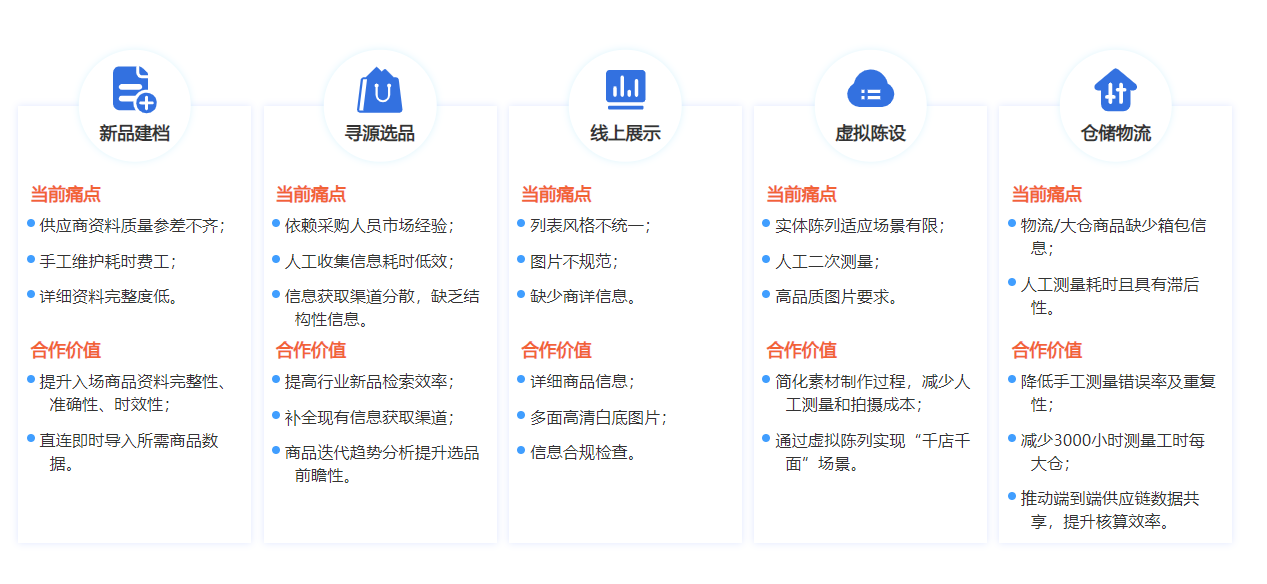 新品建档
当前痛点
供应商资料质量参差不齐；
手工维护耗时费工；
详细资料完整度低。
合作价值
提升入场商品资料完整性、
准确性、时效性；
直连即时导入所需商品数
据。
寻源选品
当前痛点
依赖采购人员市场经验；
人工收集信息耗时低效；
信息获取渠道分散，缺乏结
构性信息。
合作价值
提高行业新品检索效率；
补全现有信息获取渠道；
商品迭代趋势分析提升选品
前瞻性。
线上展示
当前痛点
列表风格不统一；
图片不规范；
缺少商详信息。
合作价值
详细商品信息；
多面高清白底图片；
信息合规检查。
虚拟陈设
当前痛点
实体陈列适应场景有限；
人工二次测量；
高品质图片要求。
合作价值
简化素材制作过程，减少人
工测量和拍摄成本；
通过虚拟陈列实现“千店千
面”场景。
仓储物流
当前痛点
物流/大仓商品缺少箱包信
息；
人工测量耗时且具有滞后
性。
合作价值
降低手工测量错误率及重复
性；
减少3000小时测量工时每
大仓；
推动端到端供应链数据共
享，提升核算效率。